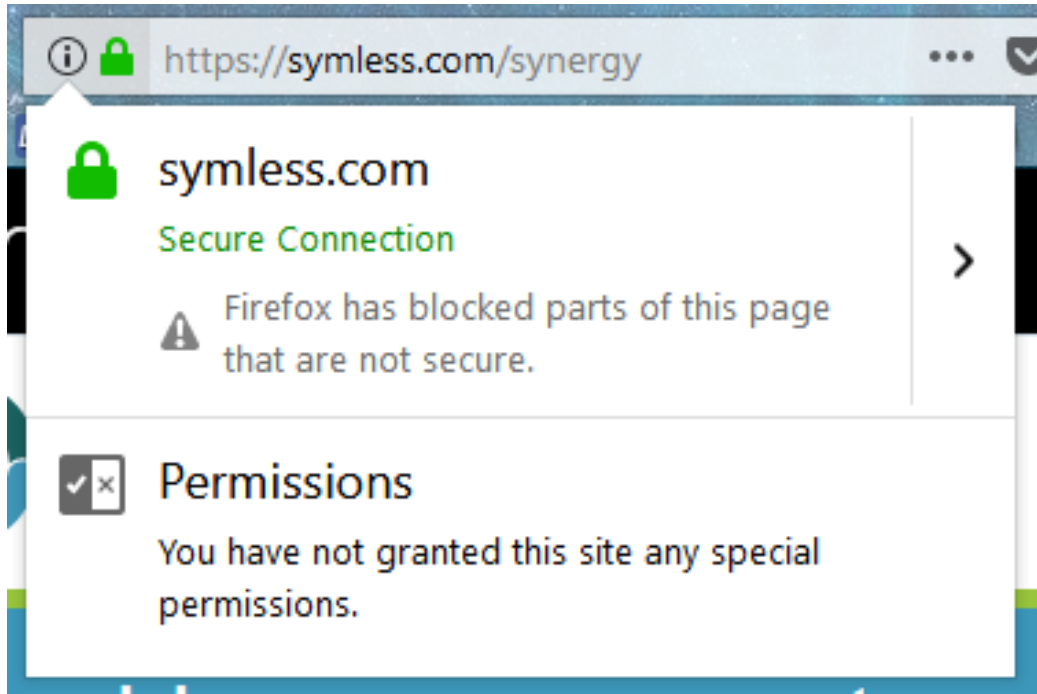 https://symless.com/synergy
symless.com
Secure Connection
Firefox has blocked parts of this page
that are not secure.
Permissions
You have not granted this site any special
permissions.